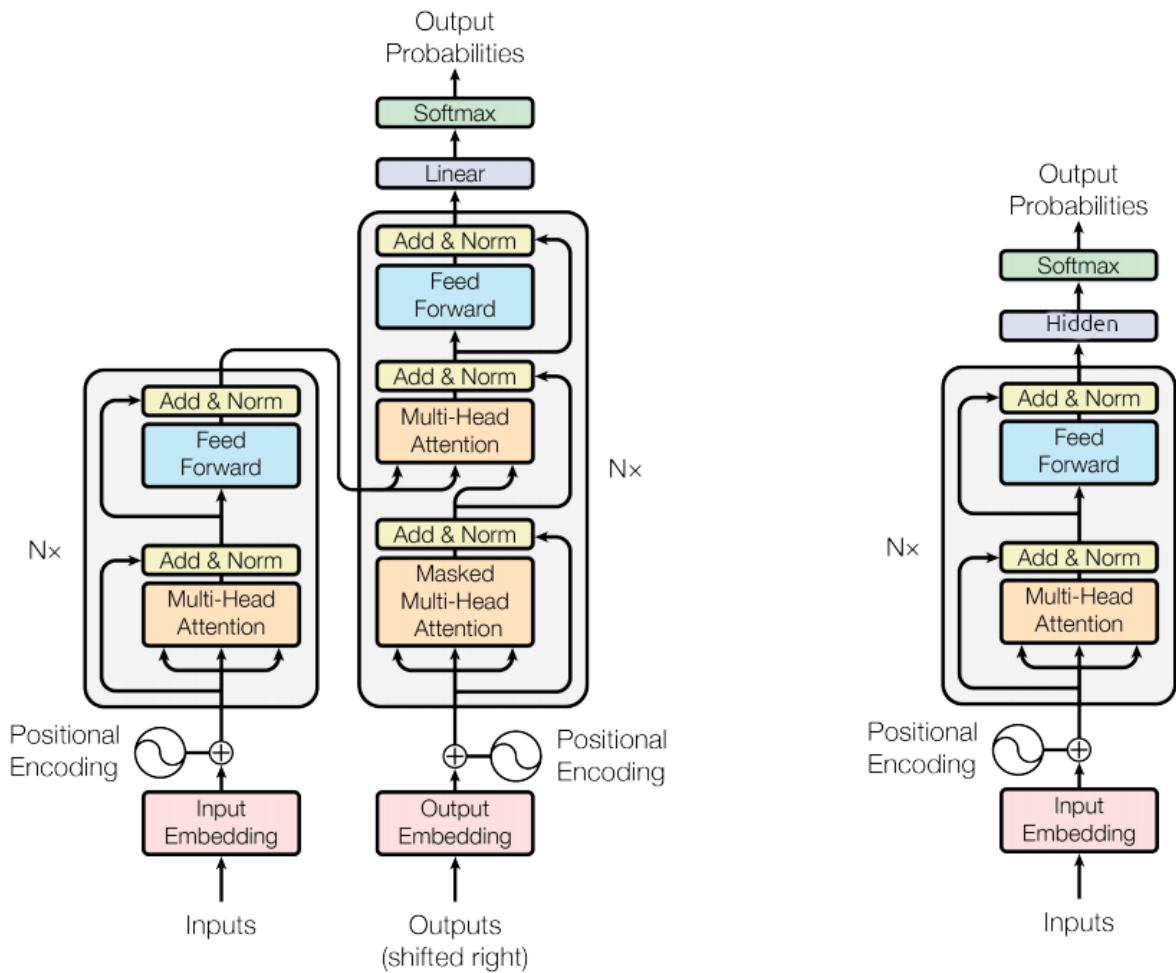 Output
Probabilities
Softmax
Linear
Add & Norm
Feed
Forward
Add & Norm
Multi-Head
Attention
Nx
Add & Norm
Masked
Multi-Head
Attention
Positional
Encoding
Output
Embedding
Outputs
(shifted right)
Add & Norm
Feed
Forward
Nx
Add & Norm
Multi-Head
Attention
Positional
Encoding
Input
Embedding
Inputs
Output
Probabilities
Softmax
Hidden
Add & Norm
Feed
Forward
Nx
Add & Norm
Multi-Head
Attention
Positional
Encoding
Input
Embedding
Inputs